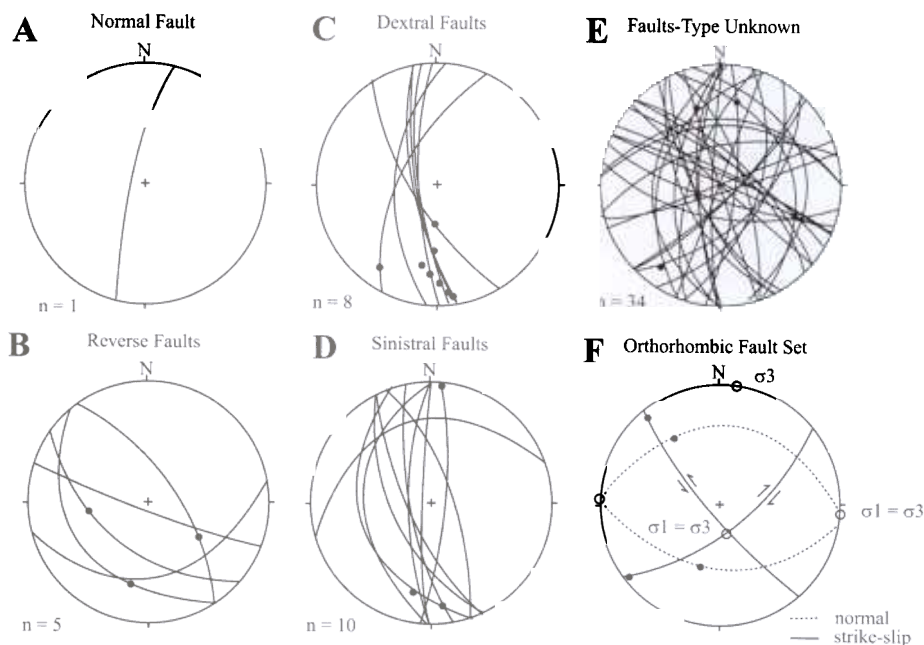 A Normal Fault
N
n = 1
B Reverse Faults
N
n = 5
C Dextral Faults
N
n = 8
D Sinistral Faults
N
n = 10
E Faults-Type Unknown
N
n = 34
F Orthorhombic Fault Set
N
σ3
σ1 = σ3
σ1 = σ3
normal
strike-slip